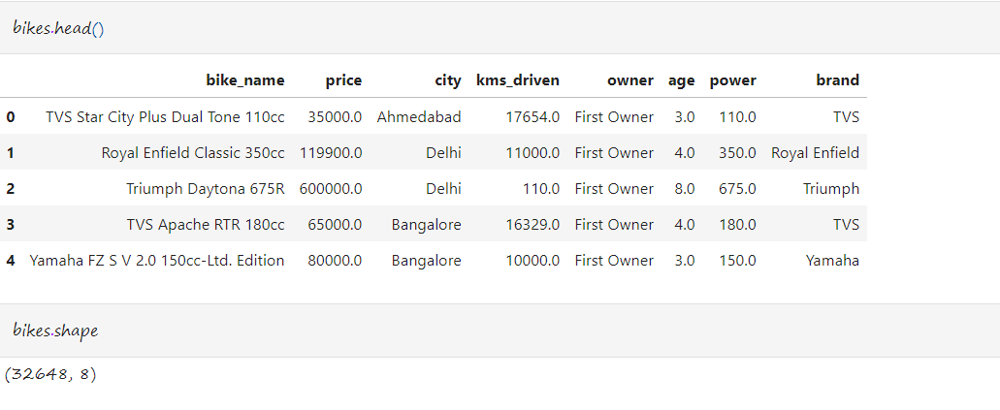 bikes.head()
bike_name price city kms_driven owner age power brand
0 TVS Star City Plus Dual Tone 110cc 35000.0 Ahmedabad 17654.0 First Owner 3.0 110.0 TVS
1 Royal Enfield Classic 350cc 119900.0 Delhi 11000.0 First Owner 4.0 350.0 Royal Enfield
2 Triumph Daytona 675R 600000.0 Delhi 110.0 First Owner 8.0 675.0 Triumph
3 TVS Apache RTR 180cc 65000.0 Bangalore 16329.0 First Owner 4.0 180.0 TVS
4 Yamaha FZ S V 2.0 150cc-Ltd. Edition 80000.0 Bangalore 10000.0 First Owner 3.0 150.0 Yamaha
bikes.shape
(32648, 8)